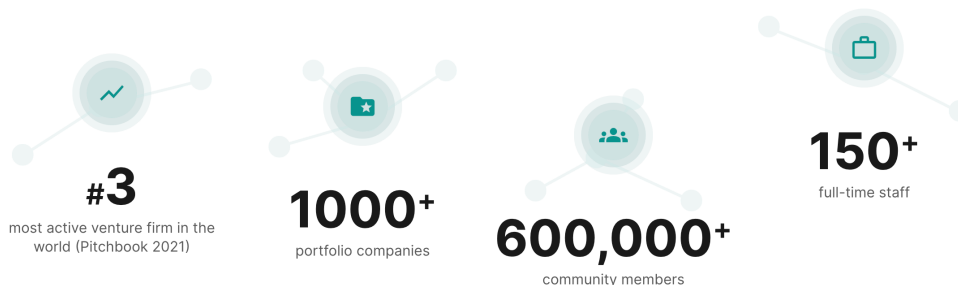 #3
most active venture firm in the
world (Pitchbook 2021)
1000+
portfolio companies
600,000+
community members
150+
full-time staff